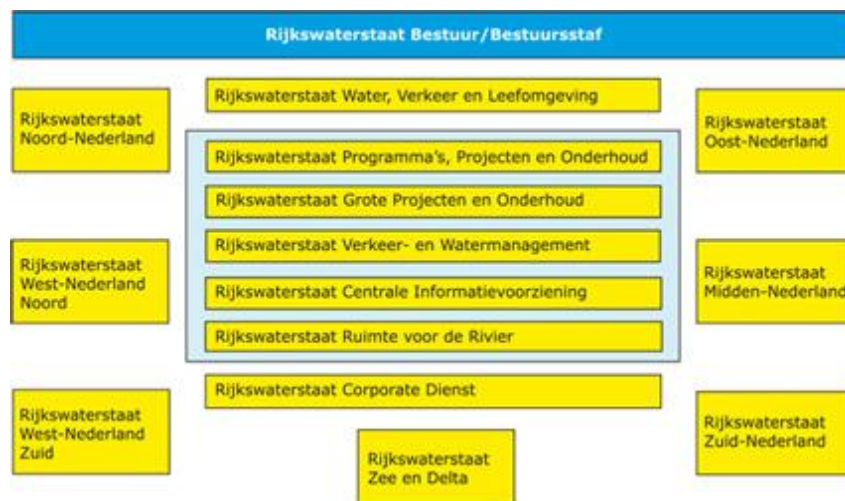 Rijkswaterstaat Bestuur/Bestuursstaf
Rijkswaterstaat
Noord-Nederland
Rijkswaterstaat Water, Verkeer en Leefomgeving
Rijkswaterstaat
Oost-Nederland
Rijkswaterstaat Programma's, Projecten en Onderhoud
Rijkswaterstaat Grote Projecten en Onderhoud
Rijkswaterstaat Verkeer- en Watermanagement
Rijkswaterstaat
West-Nederland
Noord
Rijkswaterstaat
Midden-Nederland
Rijkswaterstaat Centrale Informatievoorziening
Rijkswaterstaat Ruimte voor de Rivier
Rijkswaterstaat Corporate Dienst
Rijkswaterstaat
West-Nederland
Zuid
Rijkswaterstaat
Zuid-Nederland
Rijkswaterstaat
Zee en Delta